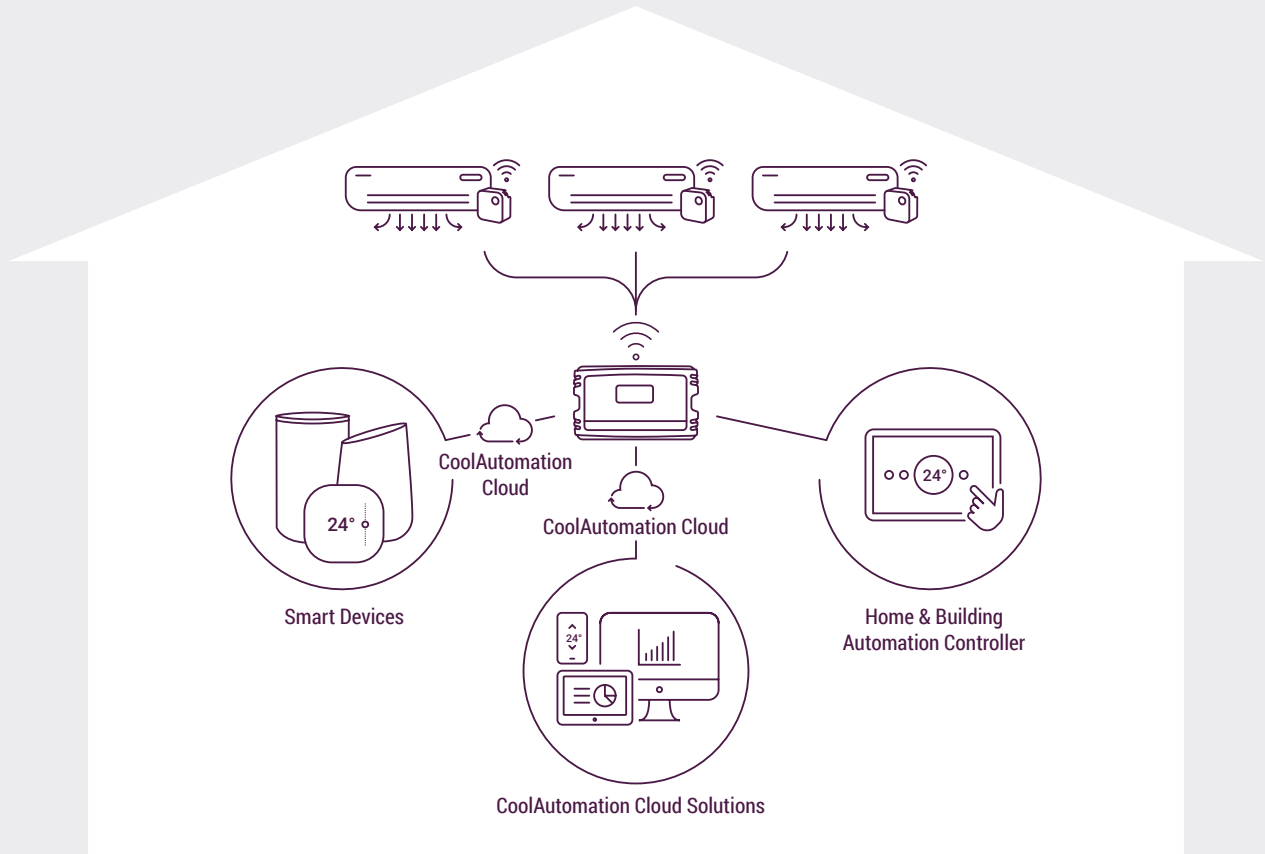 CoolAutomation
Cloud
CoolAutomation Cloud
24°
24°
Smart Devices
Home & Building
Automation Controller
24°
CoolAutomation Cloud Solutions